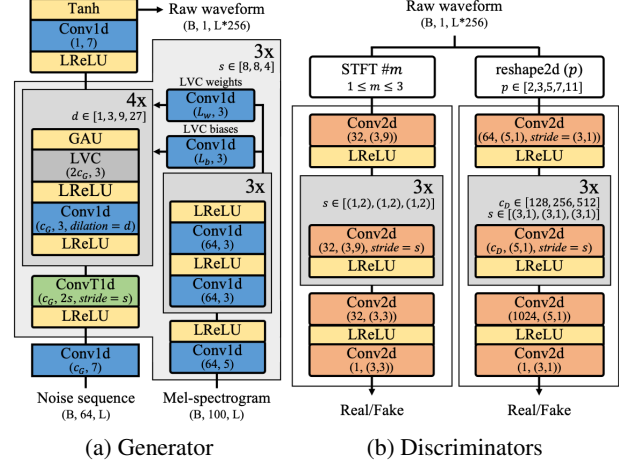 Tanh
Conv1d
(1, 7)
LReLU
Raw waveform
(B, 1, L*256)
3x
s ∈ [8, 8, 4]
LVC weights
Conv1d
(L_w, 3)
LVC biases
Conv1d
(L_b, 3)
4x
d ∈ [1, 3, 9, 27]
GAU
LVC
(2c_G, 3)
LReLU
Conv1d
(c_G, 3, dilation = d)
LReLU
3x
LReLU
Conv1d
(64, 3)
LReLU
Conv1d
(64, 3)
ConvT1d
(c_G, 2s, stride = s)
LReLU
LReLU
Conv1d
(64, 5)
Conv1d
(c_G, 7)
Noise sequence
(B, 64, L)
Mel-spectrogram
(B, 100, L)
(a) Generator
Raw waveform
(B, 1, L*256)
STFT #m
1 ≤ m ≤ 3
Conv2d
(32, (3,9))
LReLU
3x
s ∈ [(1,2), (1,2), (1,2)]
Conv2d
(32, (3,9), stride = s)
LReLU
Conv2d
(32, (3,3))
LReLU
Conv2d
(1, (3,3))
Real/Fake
reshape2d (p)
p ∈ [2,3,5,7,11]
Conv2d
(64, (5,1), stride = (3,1))
LReLU
3x
c_D ∈ [128, 256, 512]
s ∈ [(3,1), (3,1), (3,1)]
Conv2d
(c_D, (5,1), stride = s)
LReLU
Conv2d
(1024, (5,1))
LReLU
Conv2d
(1, (3,1))
Real/Fake
(b) Discriminators